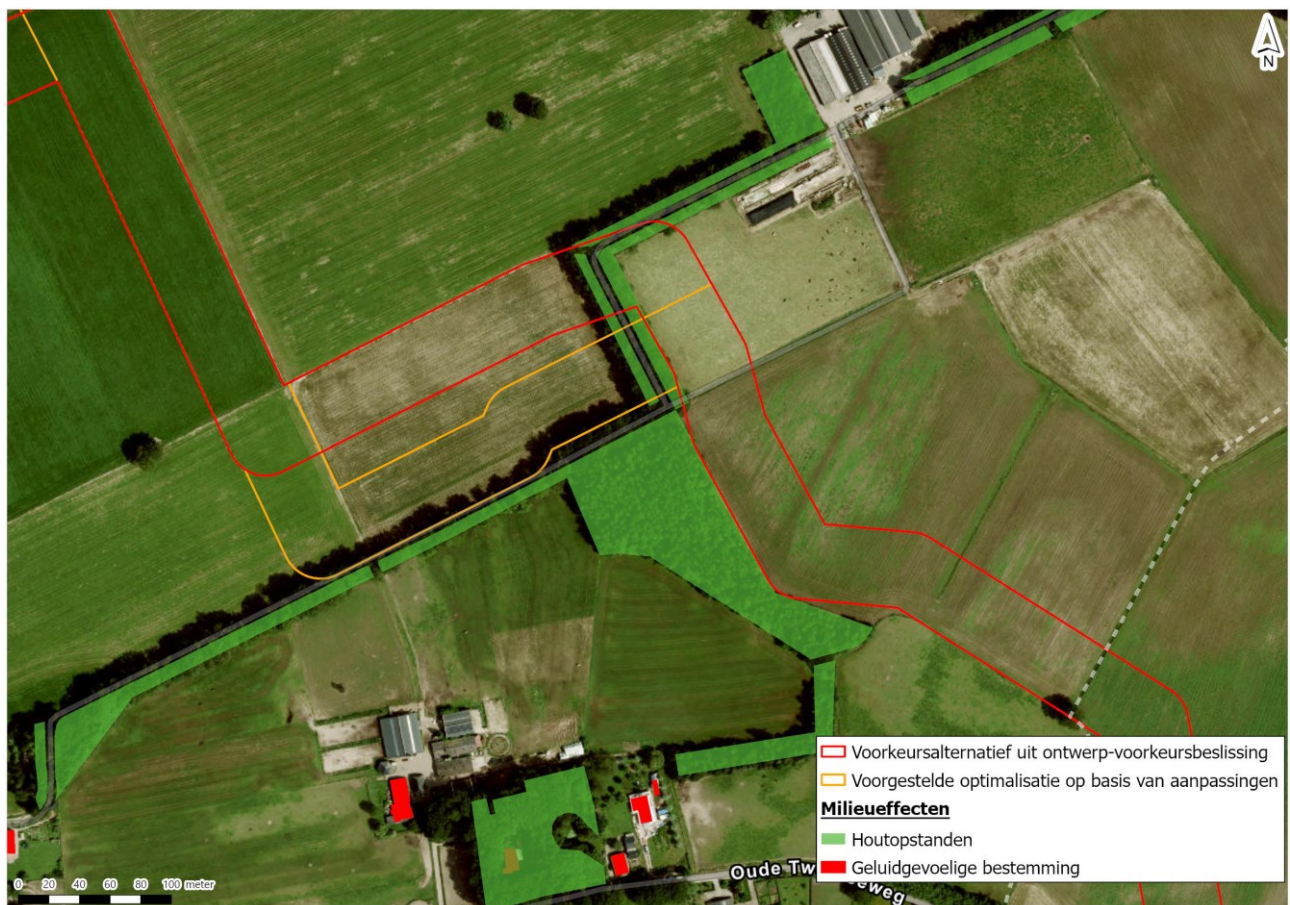 N
Voorkeursalternatief uit ontwerp-voorkeursbeslissing
Voorgestelde optimalisatie op basis van aanpassingen
Milieueffecten
Houtopstanden
Geluidgevoelige bestemming
0 20 40 60 80 100 meter
Oude Tw
eweg